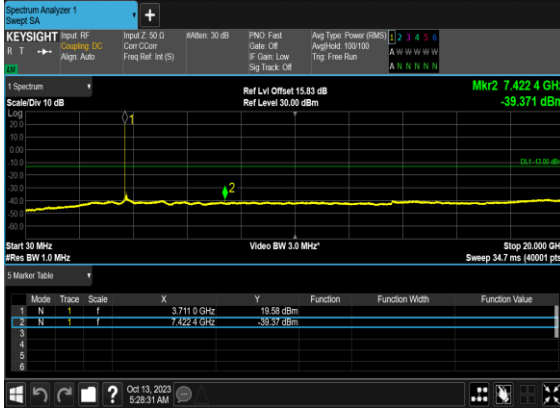 Spectrum Analyzer 1
Swept SA
+
KEYSIGHT
R T
Input: RF
Coupling: DC
Align: Auto
Input Z: 50 Ω
Corr CCorr
Freq Ref: Int (S)
#Atten: 30 dB
PNO: Fast
Gate: Off
IF Gain: Low
Sig Track: Off
Avg Type: Power (RMS)
Avg|Hold: 100/100
Trig: Free Run
1 2 3 4 5 6
A W W W W W
A N N N N N
1 Spectrum
Scale/Div 10 dB
Log
Ref Lvl Offset 15.83 dB
Ref Level 30.00 dBm
Mkr2 7.422 4 GHz
-39.371 dBm
20.0
10.0
0.00
-10.0
-20.0
-30.0
-40.0
-50.0
-60.0
1
2
DL1 -13.00 dBm
Start 30 MHz
#Res BW 1.0 MHz
Video BW 3.0 MHz*
Stop 20.000 GH
Sweep 34.7 ms (40001 pts
5 Marker Table
Mode Trace Scale X Y Function Function Width Function Value
1 N 1 f 3.711 0 GHz 19.58 dBm
2 N 1 f 7.422 4 GHz -39.37 dBm
3
4
5
6
?
Oct 13, 2023
5:28:31 AM